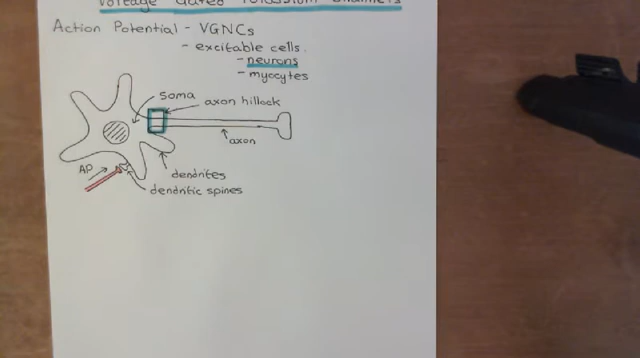 Voltage Gated Potassium Channels
Action Potential - VGNCs
- excitable cells.
- neurons
- myocytes
soma
axon hillock
axon
AP
dendrites
dendritic spines